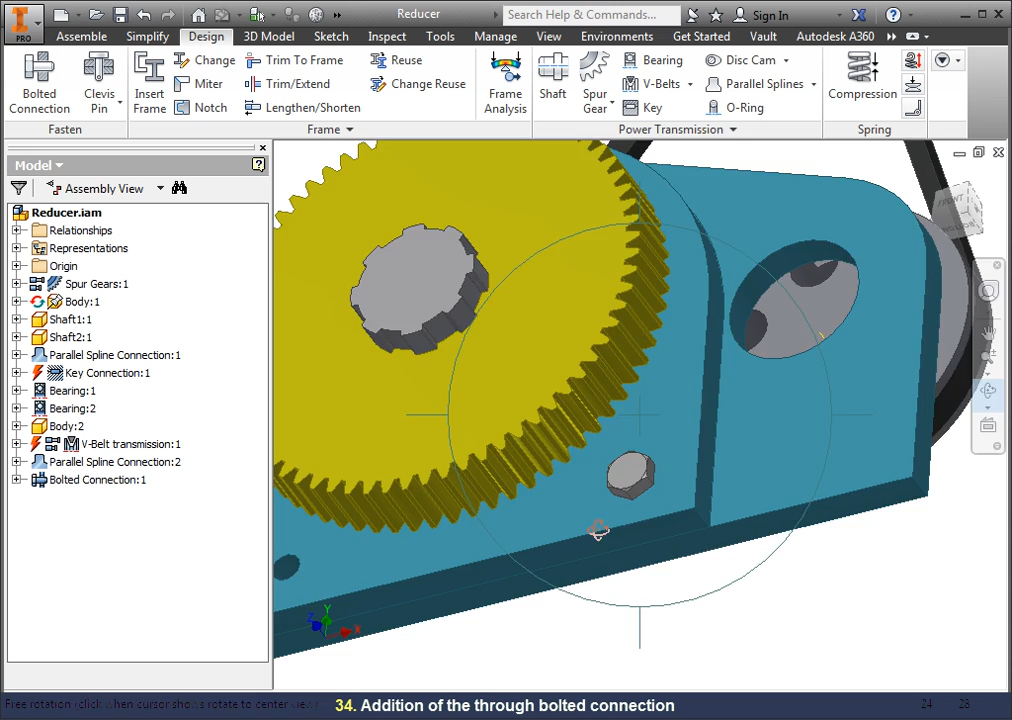 PRO
Reducer
Search Help & Commands...
Sign In
Assemble Simplify Design 3D Model Sketch Inspect Tools Manage View Environments Get Started Vault Autodesk A360
Bolted Connection
Clevis Pin
Insert Frame
Change
Miter
Notch
Trim To Frame
Trim/Extend
Lengthen/Shorten
Reuse
Change Reuse
Frame Analysis
Shaft
Spur Gear
Bearing
V-Belts
Key
Disc Cam
Parallel Splines
O-Ring
Compression
Fasten Frame Power Transmission Spring
Model
Assembly View
Reducer.iam
Relationships
Representations
Origin
Spur Gears:1
Body:1
Shaft1:1
Shaft2:1
Parallel Spline Connection:1
Key Connection:1
Bearing:1
Bearing:2
Body:2
V-Belt transmission:1
Parallel Spline Connection:2
Bolted Connection:1
FRONT
Z Y X
34. Addition of the through bolted connection
24 28